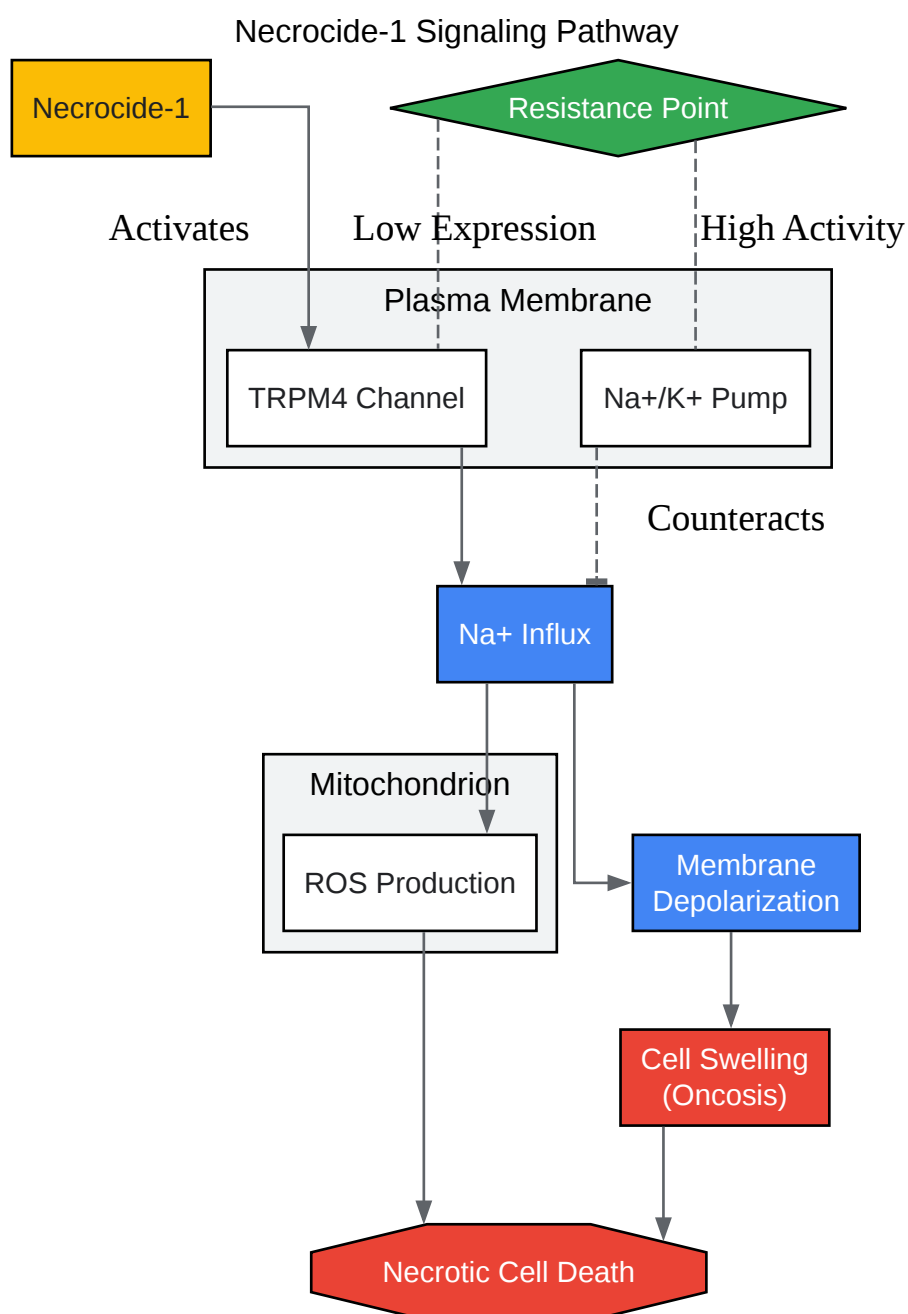 Necrocide-1 Signaling Pathway
Necrocide-1
Resistance Point
Activates
Low Expression
High Activity
Plasma Membrane
TRPM4 Channel
Na+/K+ Pump
Counteracts
Na+ Influx
Mitochondrion
ROS Production
Membrane
Depolarization
Cell Swelling
(Oncosis)
Necrotic Cell Death